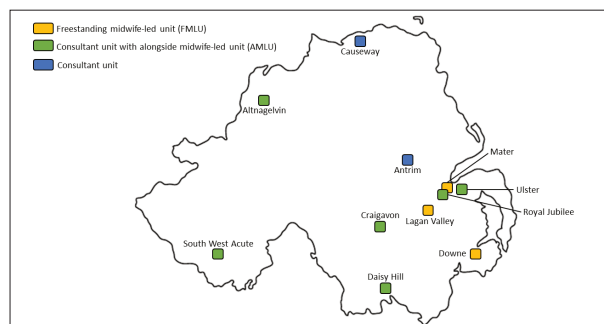 Freestanding midwife-led unit (FMLU)
Consultant unit with alongside midwife-led unit (AMLU)
Consultant unit
Causeway
Altnagelvin
Mater
Antrim
Ulster
Royal Jubilee
Lagan Valley
Craigavon
South West Acute
Downe
Daisy Hill